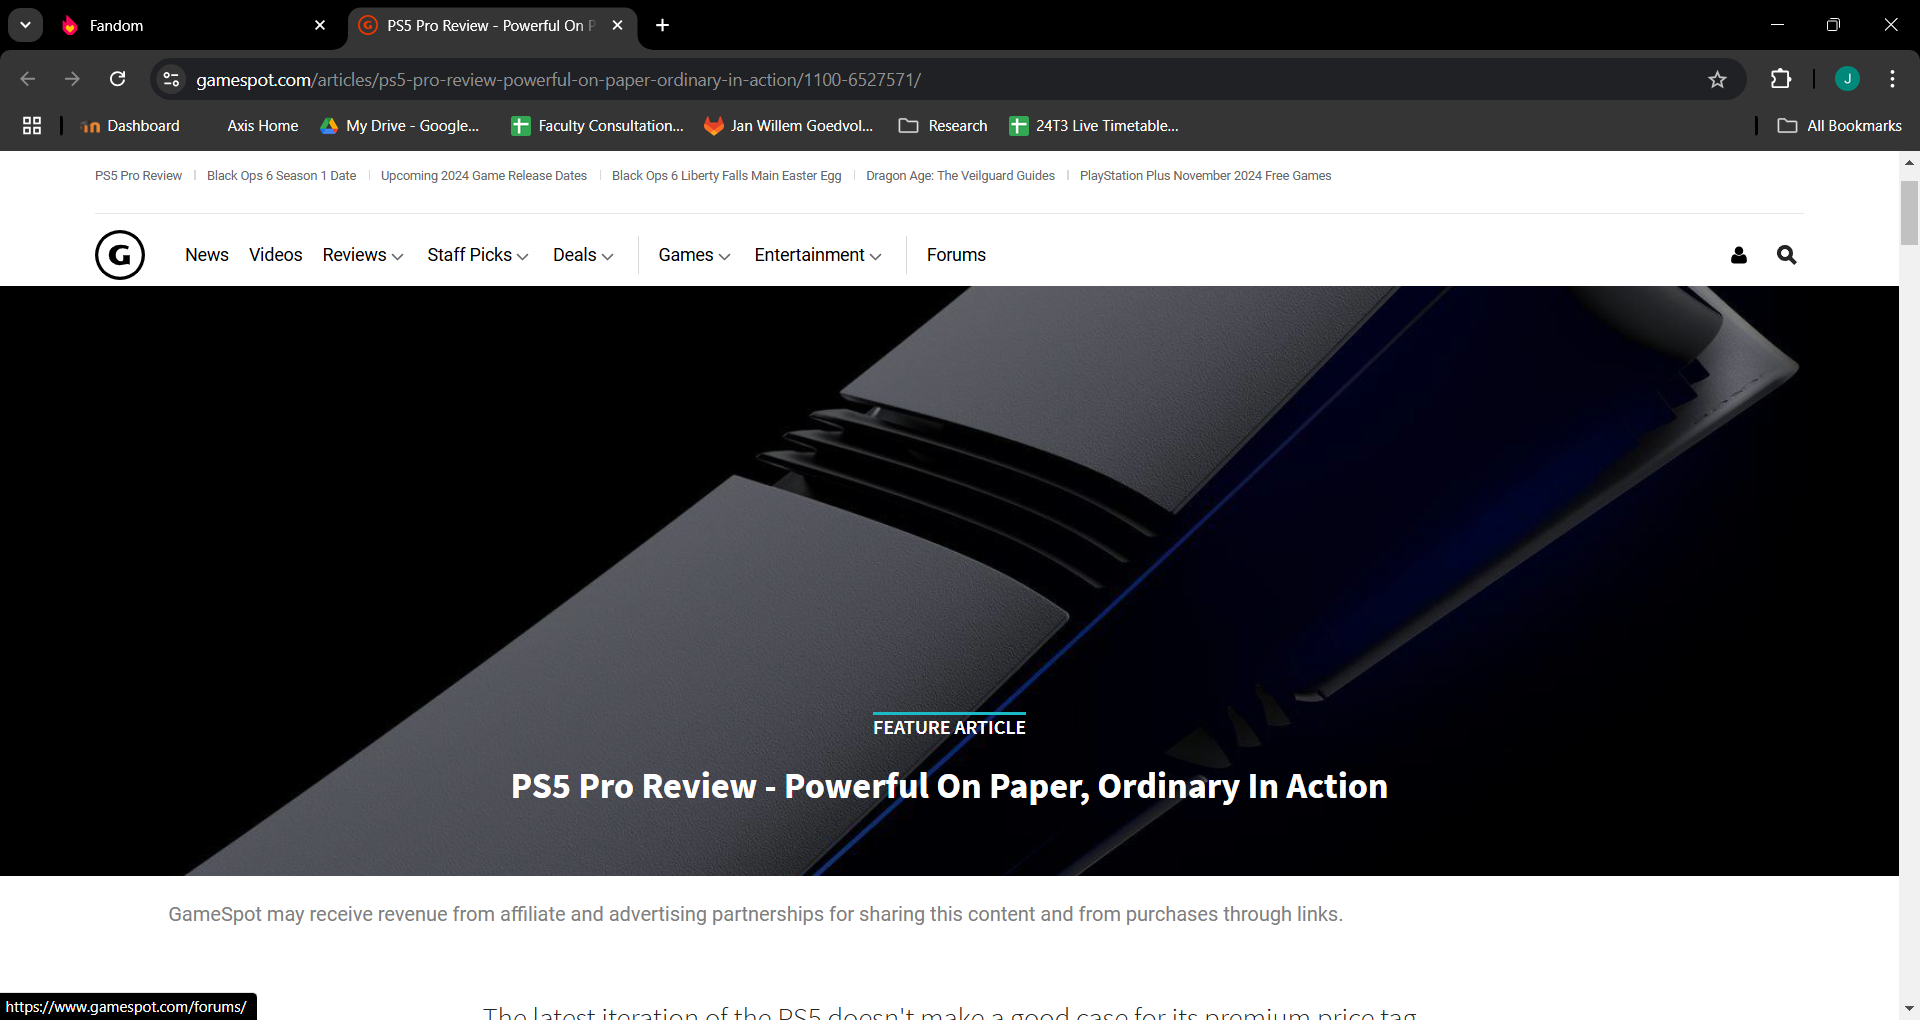 Fandom
PS5 Pro Review - Powerful On P
gamespot.com/articles/ps5-pro-review-powerful-on-paper-ordinary-in-action/1100-6527571/
J
Dashboard
Axis Home
My Drive - Google...
Faculty Consultation...
Jan Willem Goedvol...
Research
24T3 Live Timetable...
All Bookmarks
PS5 Pro Review
Black Ops 6 Season 1 Date
Upcoming 2024 Game Release Dates
Black Ops 6 Liberty Falls Main Easter Egg
Dragon Age: The Veilguard Guides
PlayStation Plus November 2024 Free Games
G
News
Videos
Reviews
Staff Picks
Deals
Games
Entertainment
Forums
FEATURE ARTICLE
PS5 Pro Review - Powerful On Paper, Ordinary In Action
GameSpot may receive revenue from affiliate and advertising partnerships for sharing this content and from purchases through links.
The latest iteration of the PS5 doesn't make a good case for its premium price tag
https://www.gamespot.com/forums/